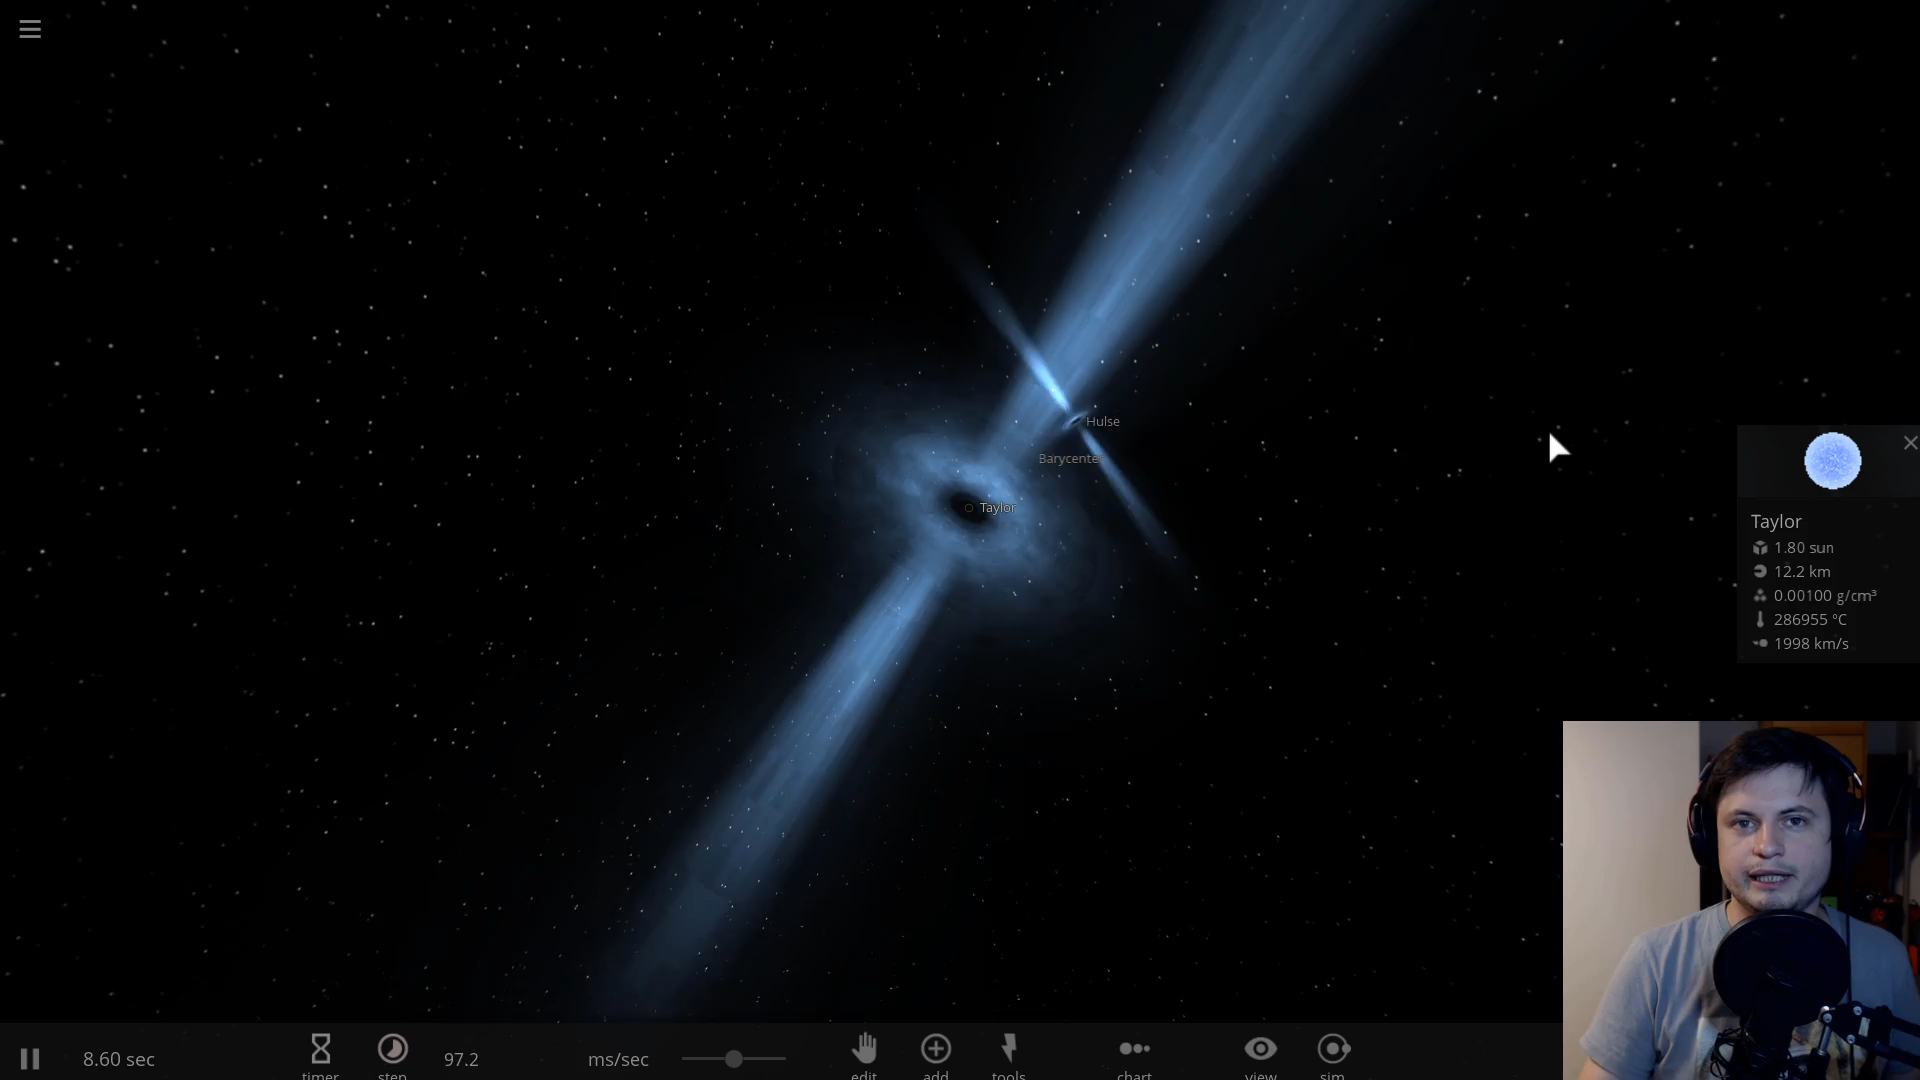 Hulse
Barycenter
Taylor
Taylor
1.80 sun
12.2 km
0.00100 g/cm³
286955 °C
1998 km/s
8.60 sec
timer
step
97.2
ms/sec
edit
add
tools
chart
view
sim